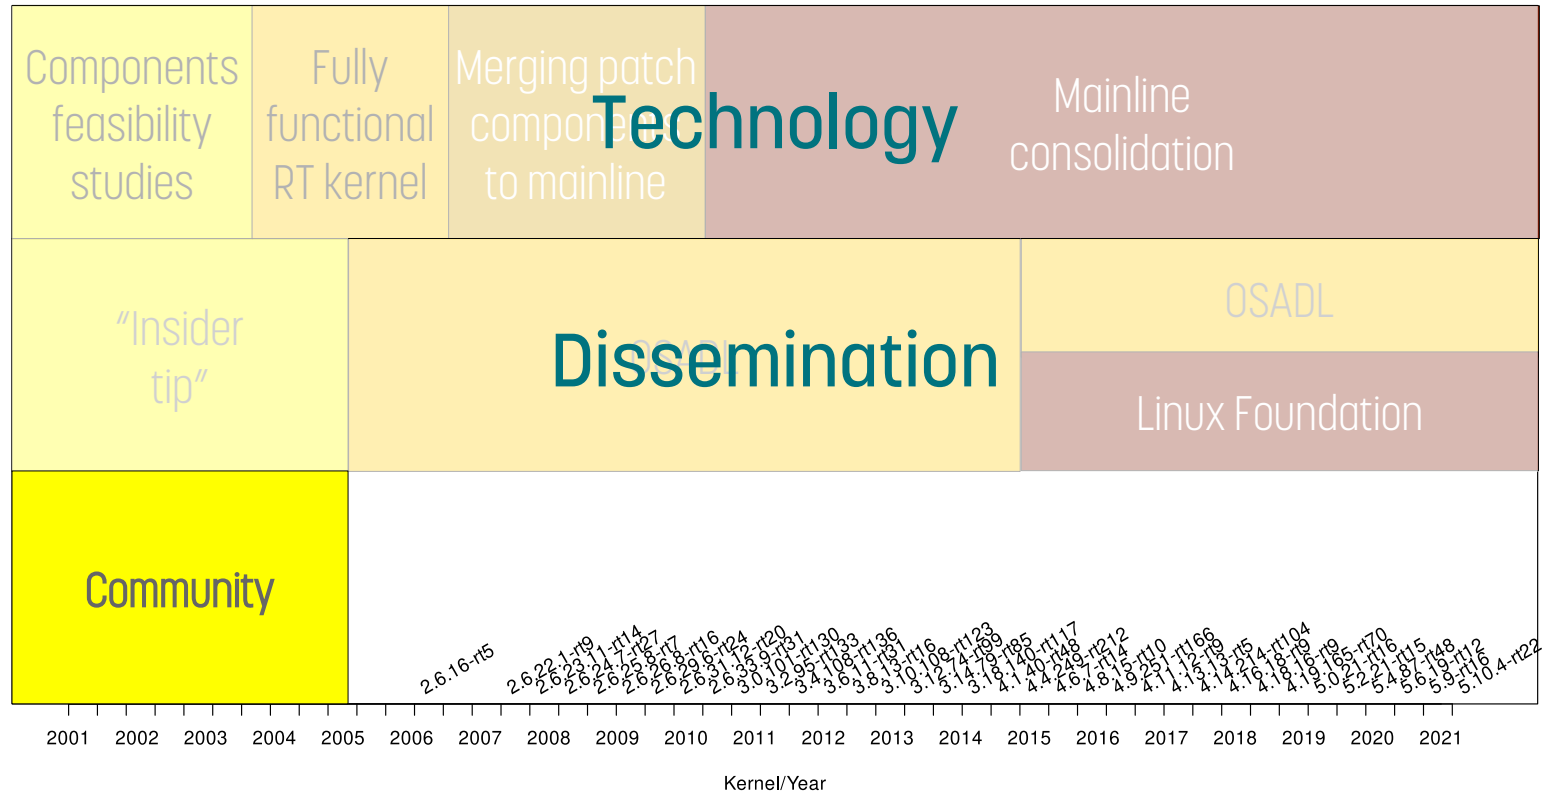 Components
feasibility
studies
Fully
functional
RT kernel
Merging patch
components
to mainline
Technology
Mainline
consolidation
“Insider
tip”
OSADL
Dissemination
OSADL
Linux Foundation
Community
2.6.16-rt5
2.6.22.1-rt9
2.6.23.11-rt14
2.6.24.7-rt27
2.6.25.8-rt7
2.6.26.8-rt16
2.6.29.6-rt24
2.6.31.12-rt20
2.6.33.9-rt31
3.0.101-rt130
3.2.95-rt133
3.4.108-rt136
3.6.11-rt31
3.8.13-rt16
3.10.108-rt123
3.12.74-rt99
3.14.79-rt85
3.18.140-rt117
4.1.40-rt48
4.4.249-rt212
4.6.7-rt14
4.8.15-rt10
4.9.251-rt166
4.11.12-rt9
4.13.13-rt5
4.14.214-rt104
4.16.18-rt9
4.18.16-rt9
4.19.165-rt70
5.0.21-rt16
5.2.21-rt15
5.4.87-rt48
5.6.19-rt12
5.9-rt16
5.10.4-rt22
2001 2002 2003 2004 2005 2006 2007 2008 2009 2010 2011 2012 2013 2014 2015 2016 2017 2018 2019 2020 2021
Kernel/Year